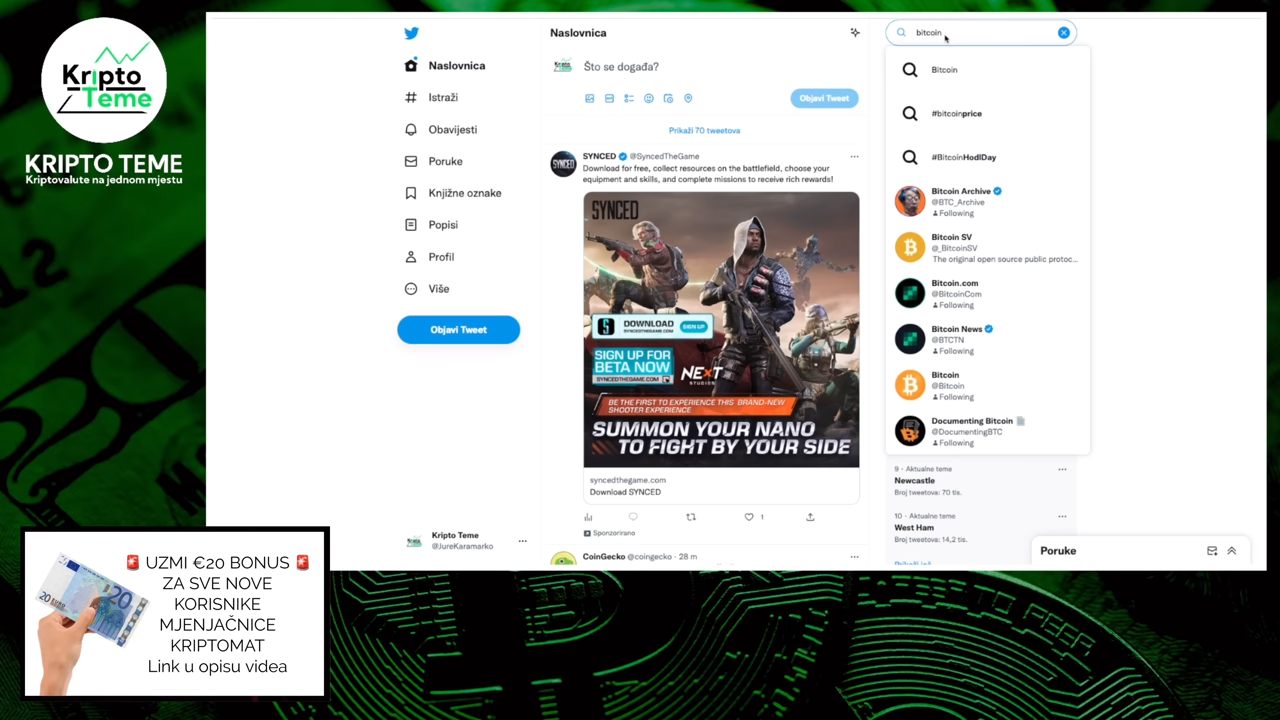 Kripto
Teme
KRIPTO TEME
Kriptovalute na jednom mjestu
Naslovnica
Istraži
Obavijesti
Poruke
Knjižne oznake
Popisi
Profil
Više
Objavi Tweet
Kripto Teme
@JureKaramarko
Naslovnica
Što se događa?
Objavi Tweet
Prikaži 70 tweetova
SYNCED @SyncedTheGame
Download for free, collect resources on the battlefield, choose your
equipment and skills, and complete missions to receive rich rewards!
SYNCED
DOWNLOAD
SYNCEDTHEGAME.COM
SIGN UP
SIGN UP FOR
BETA NOW
SYNCEDTHEGAME.COM
NEXT
STUDIOS
BE THE FIRST TO EXPERIENCE THIS BRAND-NEW
SHOOTER EXPERIENCE
SUMMON YOUR NANO
TO FIGHT BY YOUR SIDE
syncedthegame.com
Download SYNCED
1
Sponzorirano
CoinGecko @coingecko · 28 m
bitcoin
Bitcoin
#bitcoinprice
#BitcoinHodlDay
Bitcoin Archive
@BTC_Archive
Following
Bitcoin SV
@_BitcoinSV
The original open source public protoc...
Bitcoin.com
@BitcoinCom
Following
Bitcoin News
@BTCTN
Following
Bitcoin
@Bitcoin
Following
Documenting Bitcoin
@DocumentingBTC
Following
9 · Aktualne teme
Newcastle
Broj tweetova: 70 tis.
10 · Aktualne teme
West Ham
Broj tweetova: 14,2 tis.
Poruke
🚨 UZMI €20 BONUS 🚨
ZA SVE NOVE
KORISNIKE
MJENJAČNICE
KRIPTOMAT
Link u opisu videa